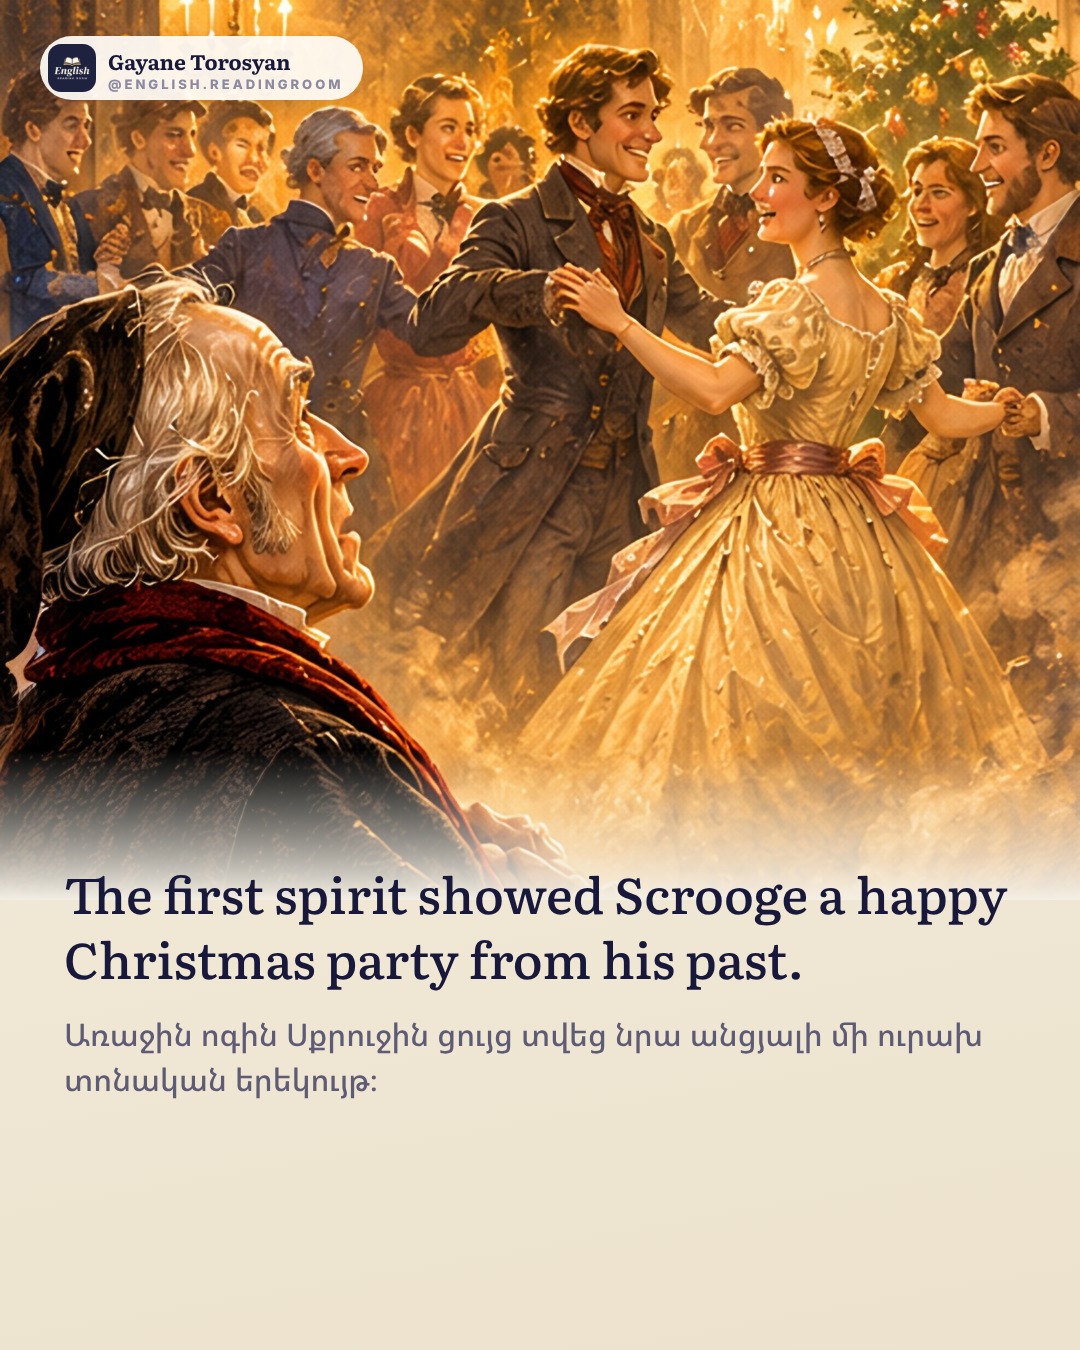 English
Gayane Torosyan
@ENGLISH.READINGROOM
The first spirit showed Scrooge a happy
Christmas party from his past.
Առաջին ոգին Սքրուջին ցույց տվեց նրա անցյալի մի ուրախ
տոնական երեկույթ: